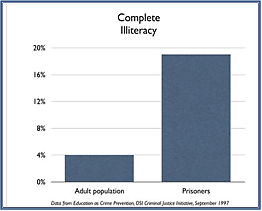 Complete
Illiteracy
20%
16%
12%
8%
4%
0%
Adult population
Prisoners
Data from Education as Crime Prevention, OSI Criminal Justice Initiative, September 1997